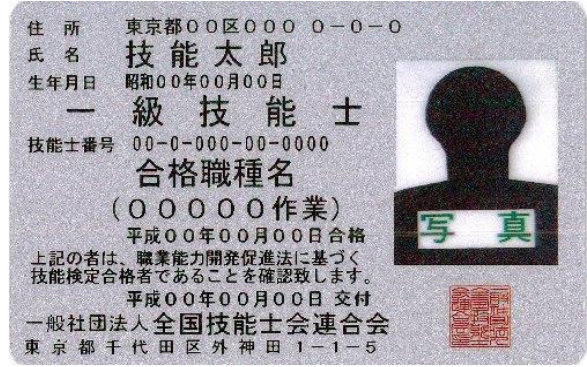 住 所 東京都00区000 0-0-0
氏 名 技能太郎
生年月日 昭和00年00月00日
一級技能士
技能士番号 00-0-000-00-0000
合格職種名
(00000作業)
平成00年00月00日合格
上記の者は、職業能力開発促進法に基づく
技能検定合格者であることを確認致します。
平成00年00月00日 交付
一般社団法人全国技能士会連合会
東京都千代田区外神田1-1-5
写 真